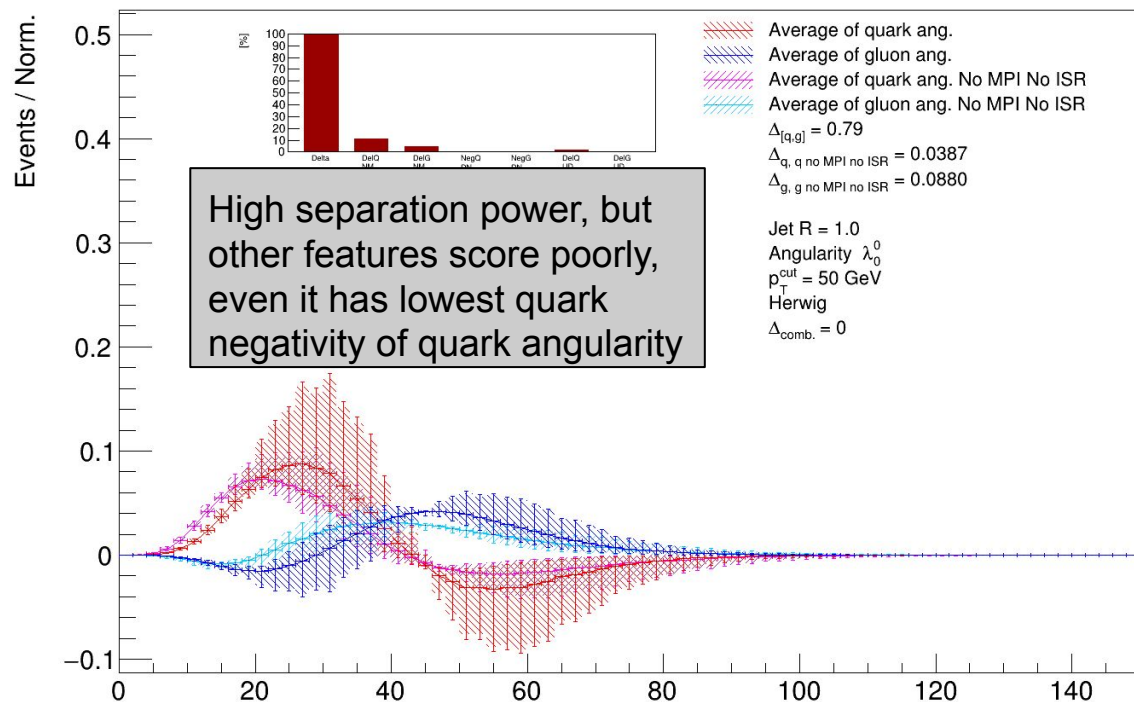 Events / Norm.
0.5
0.4
0.3
0.2
0.1
0
−0.1
[%]
100
90
80
70
60
50
40
30
20
10
0
Delta DelQ DelG NegQ NegG DelQ DelG
NM NM
High separation power, but
other features score poorly,
even it has lowest quark
negativity of quark angularity
Average of quark ang.
Average of gluon ang.
Average of quark ang. No MPI No ISR
Average of gluon ang. No MPI No ISR
Δ[q,g] = 0.79
Δq, q no MPI no ISR = 0.0387
Δg, g no MPI no ISR = 0.0880
Jet R = 1.0
Angularity λ⁰₀
pTcut = 50 GeV
Herwig
Δcomb. = 0
0 20 40 60 80 100 120 140